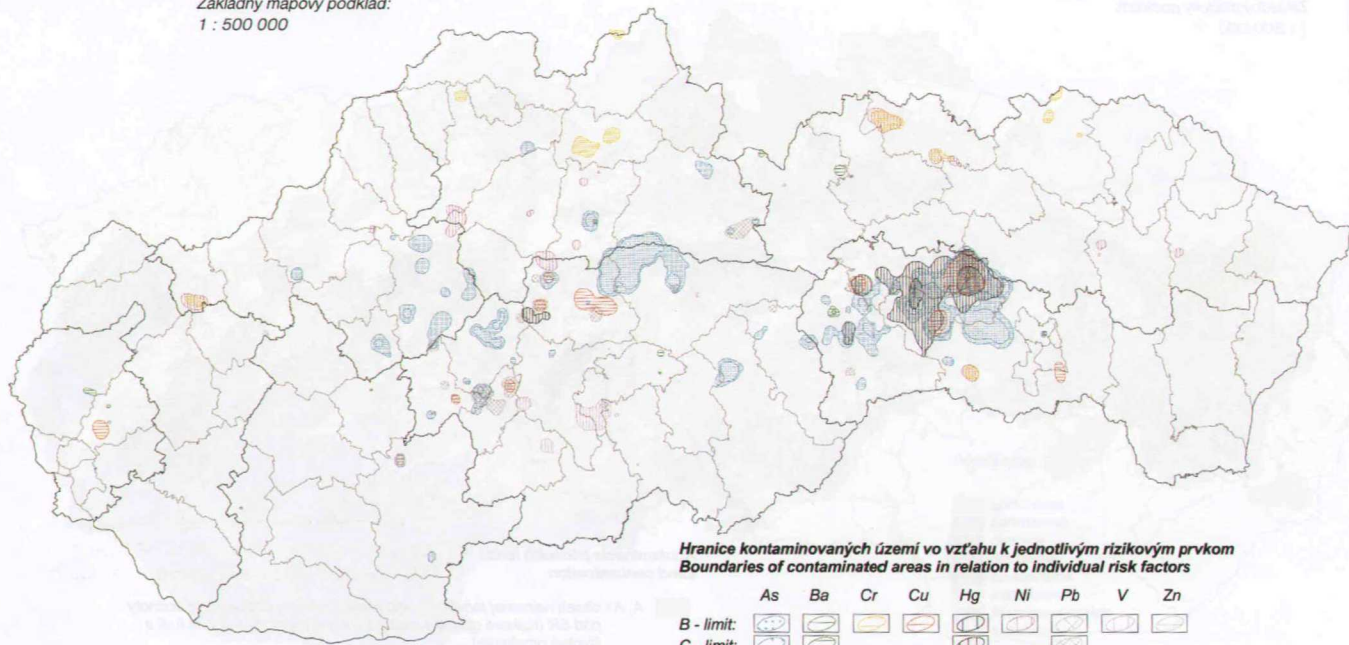 Základný mapový podklad:
1 : 500 000
Hranice kontaminovaných území vo vzťahu k jednotlivým rizikovým prvkom
Boundaries of contaminated areas in relation to individual risk factors
As Ba Cr Cu Hg Ni Pb V Zn
B - limit:
C - limit: